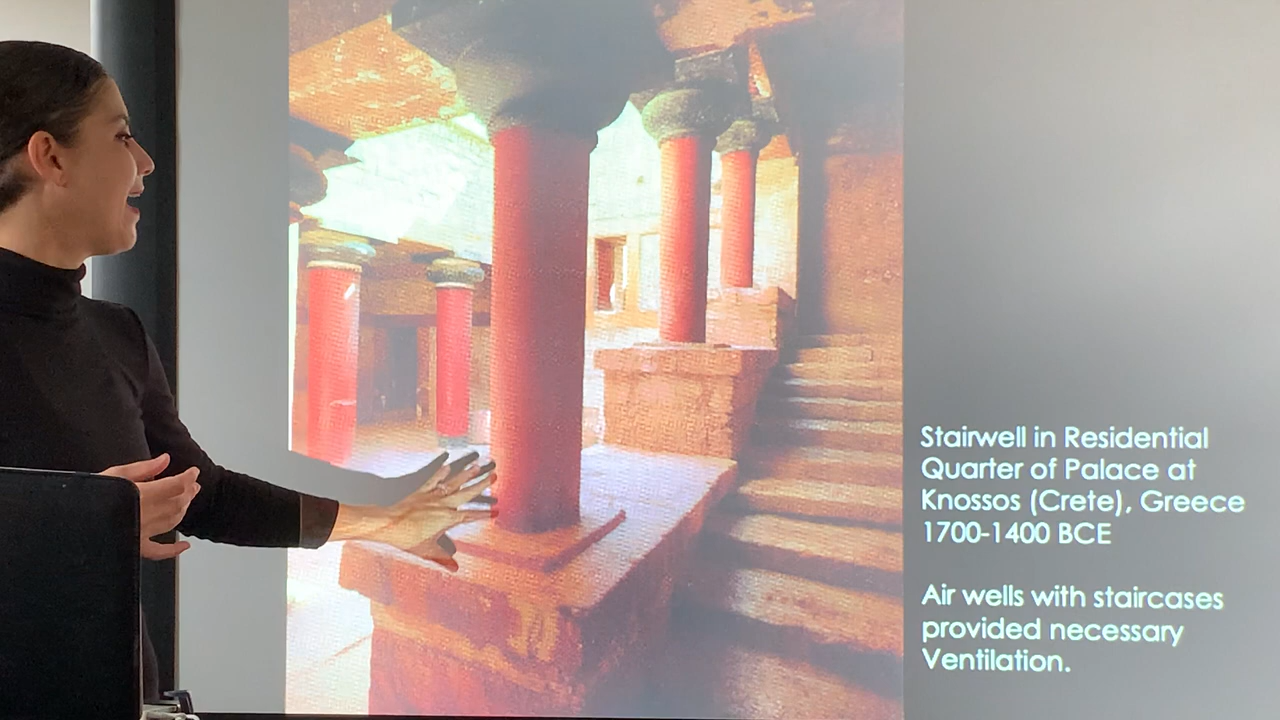 Stairwell in Residential
Quarter of Palace at
Knossos (Crete), Greece
1700-1400 BCE
Air wells with staircases
provided necessary
Ventilation.